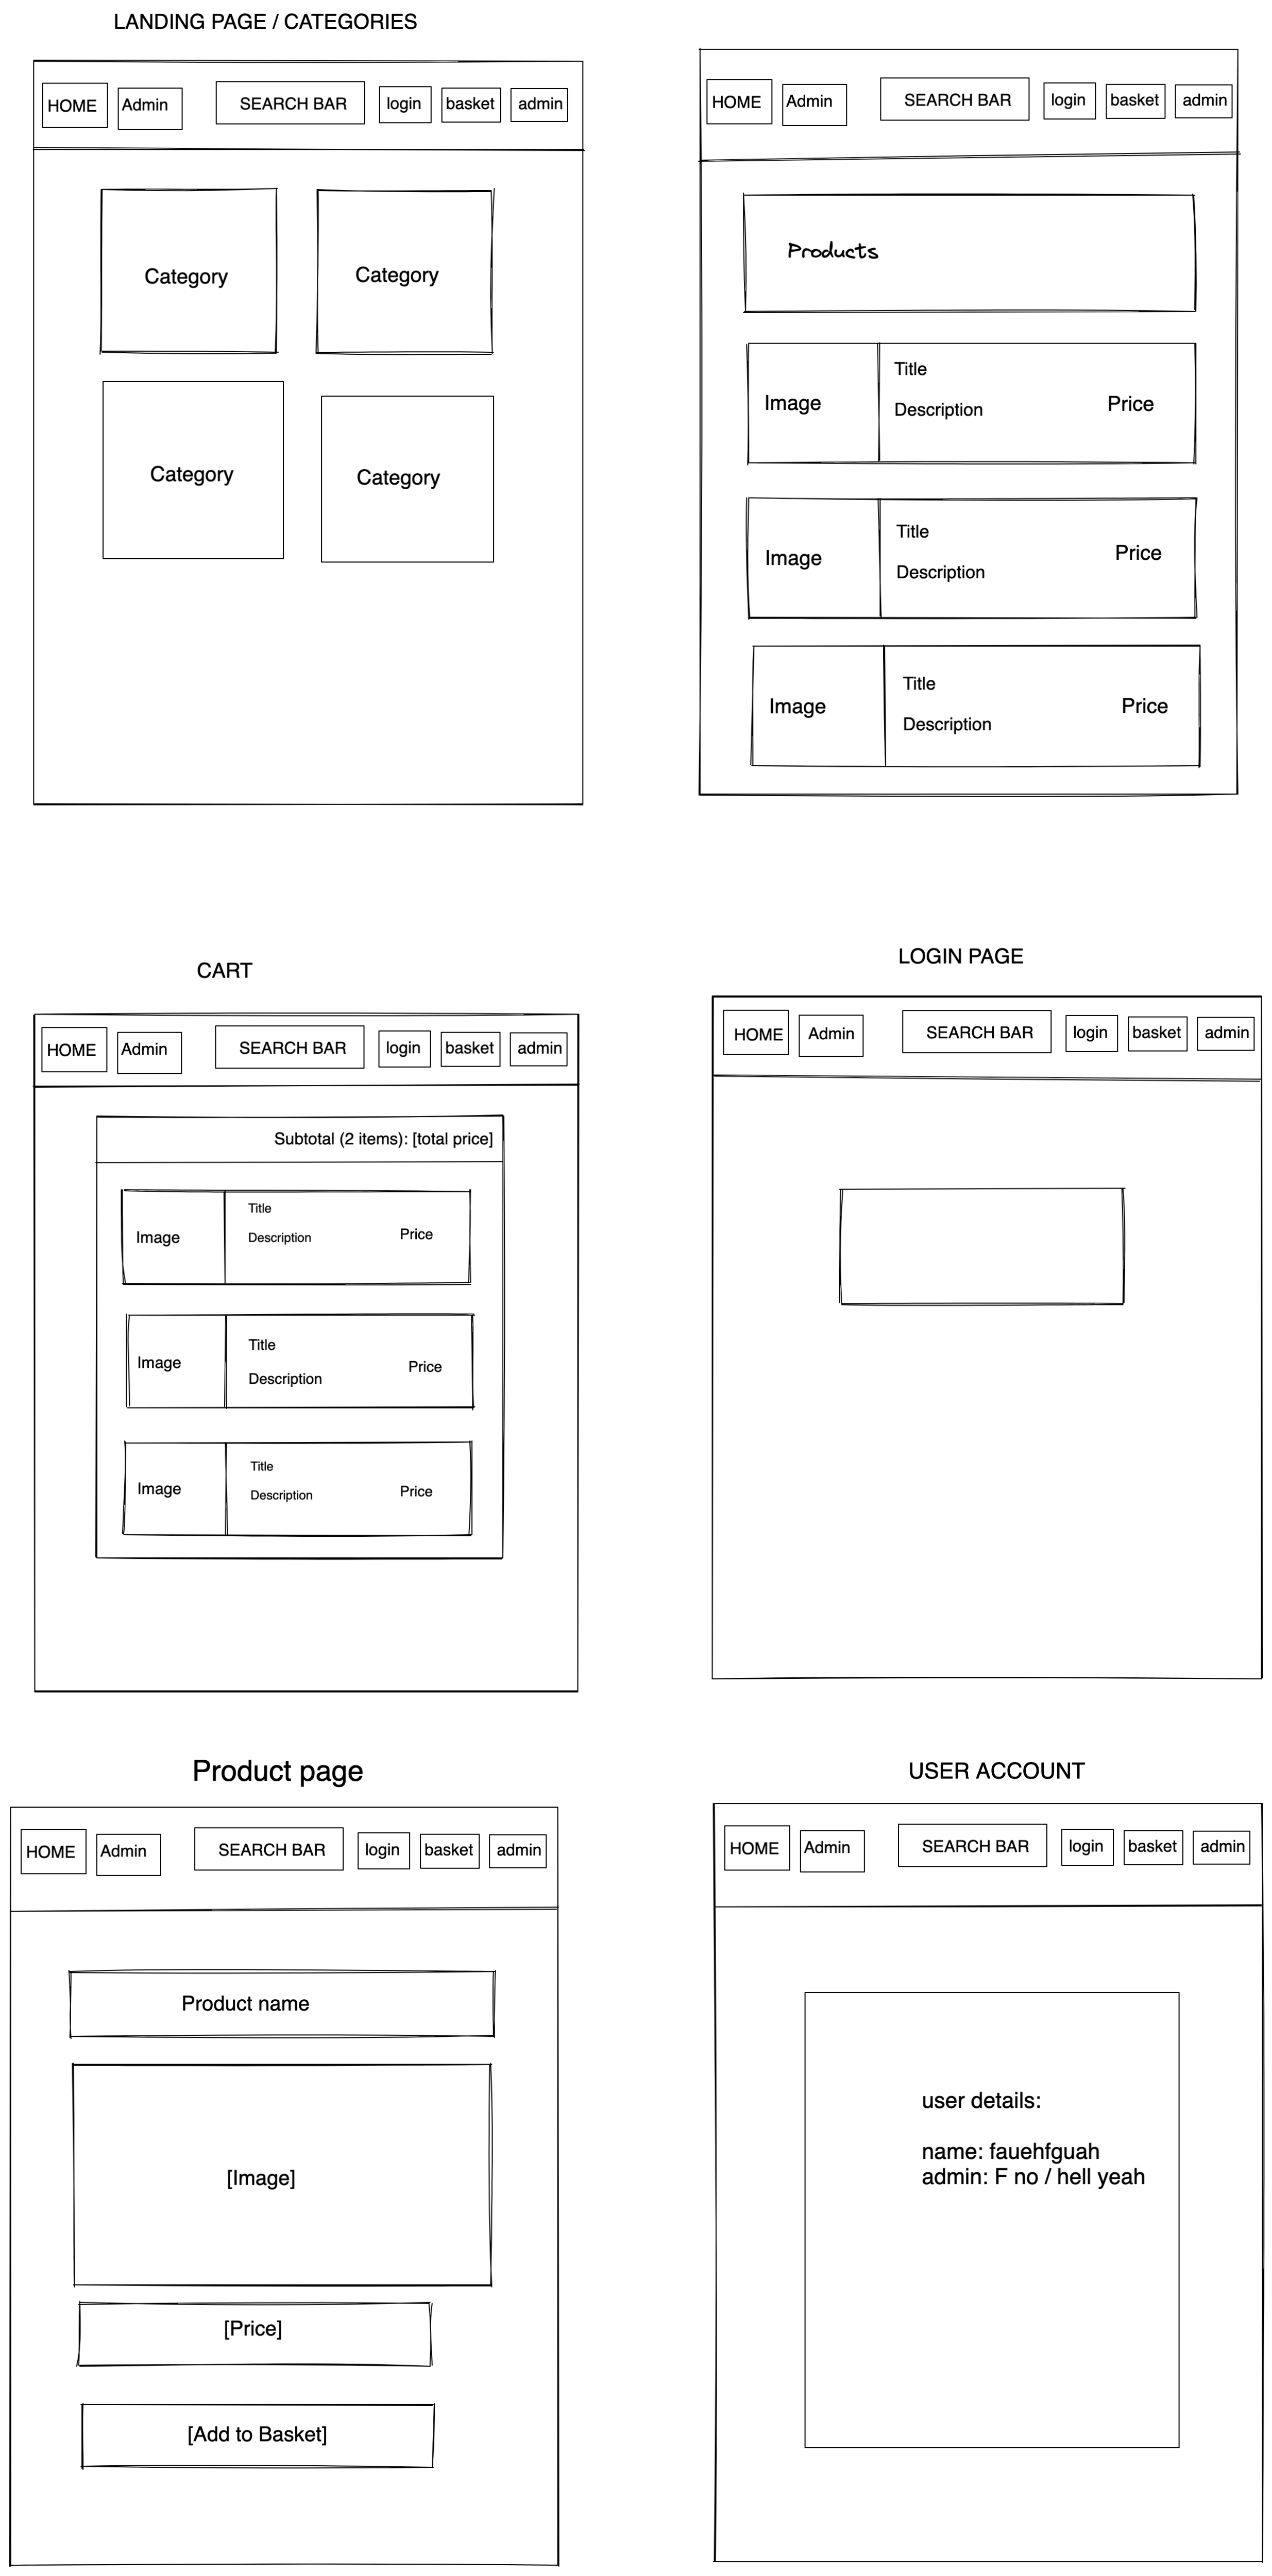 LANDING PAGE / CATEGORIES
HOME
Admin
SEARCH BAR
login
basket
admin
Category
Category
Category
Category
HOME
Admin
SEARCH BAR
login
basket
admin
Products
Image
Title
Description
Price
Image
Title
Description
Price
Image
Title
Description
Price
CART
HOME
Admin
SEARCH BAR
login
basket
admin
Subtotal (2 items): [total price]
Image
Title
Description
Price
Image
Title
Description
Price
Image
Title
Description
Price
LOGIN PAGE
HOME
Admin
SEARCH BAR
login
basket
admin
Product page
HOME
Admin
SEARCH BAR
login
basket
admin
Product name
[Image]
[Price]
[Add to Basket]
USER ACCOUNT
HOME
Admin
SEARCH BAR
login
basket
admin
user details:
name: fauehfguah
admin: F no / hell yeah